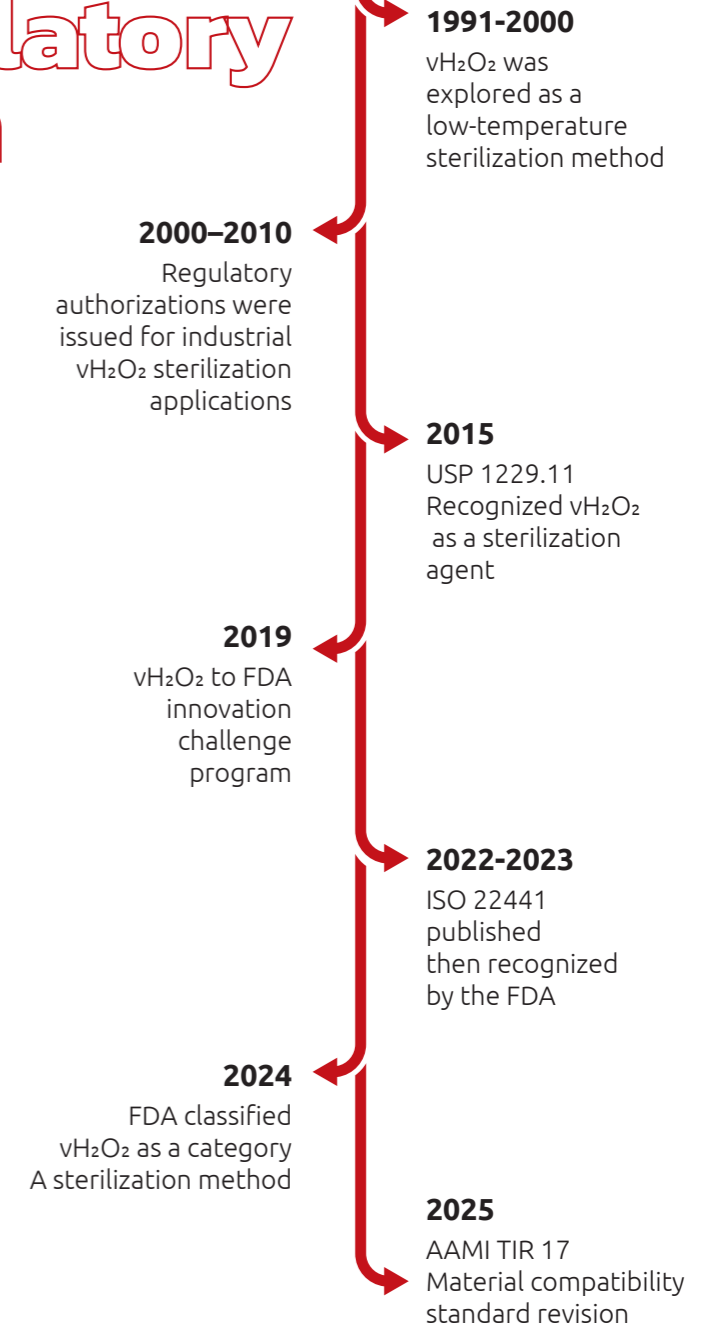 latory
1991-2000
vH₂O₂ was
explored as a
low-temperature
sterilization method
2000–2010
Regulatory
authorizations were
issued for industrial
vH₂O₂ sterilization
applications
2015
USP 1229.11
Recognized vH₂O₂
as a sterilization
agent
2019
vH₂O₂ to FDA
innovation
challenge
program
2022-2023
ISO 22441
published
then recognized
by the FDA
2024
FDA classified
vH₂O₂ as a category
A sterilization method
2025
AAMI TIR 17
Material compatibility
standard revision